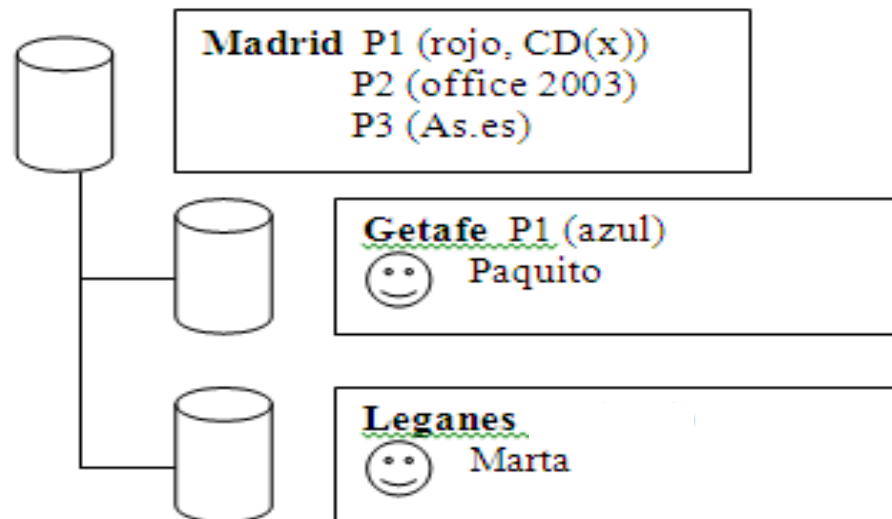 Madrid P1 (rojo, CD(x))
P2 (office 2003)
P3 (As.es)
Getafe P1 (azul)
Paquito
Leganes
Marta